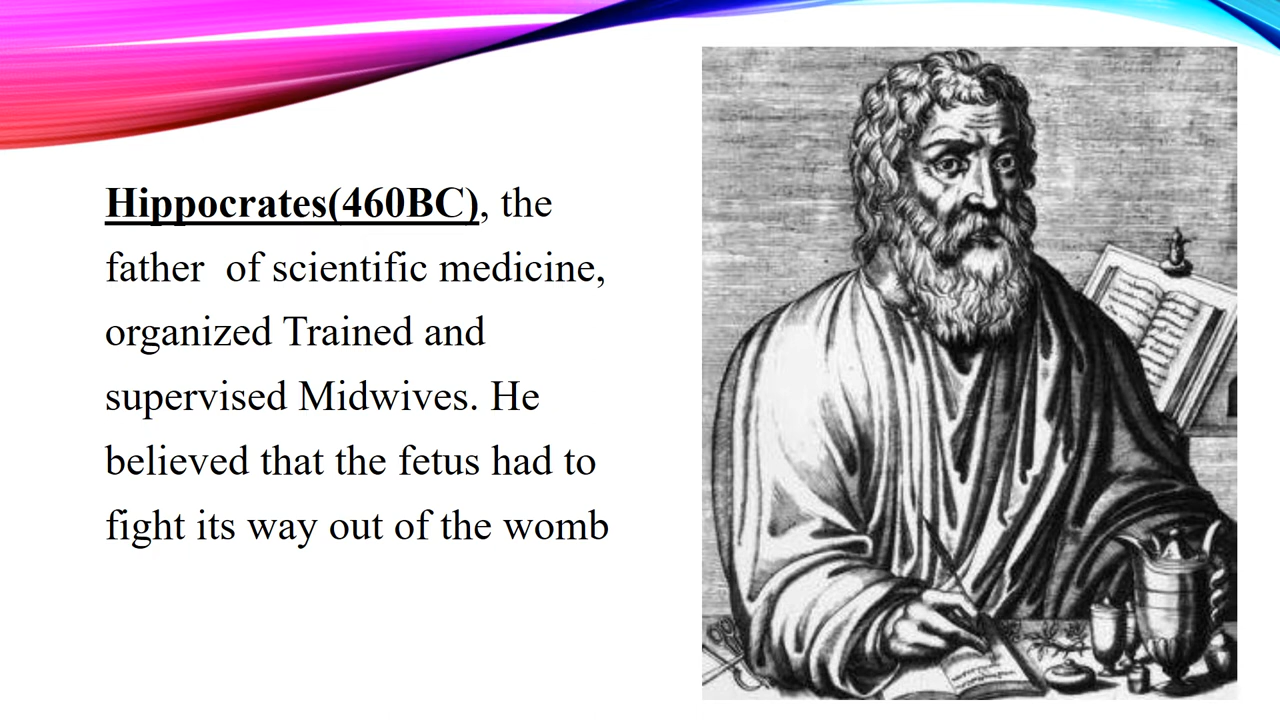 Hippocrates(460BC), the
father  of scientific medicine,
organized Trained and
supervised Midwives. He
believed that the fetus had to
fight its way out of the womb